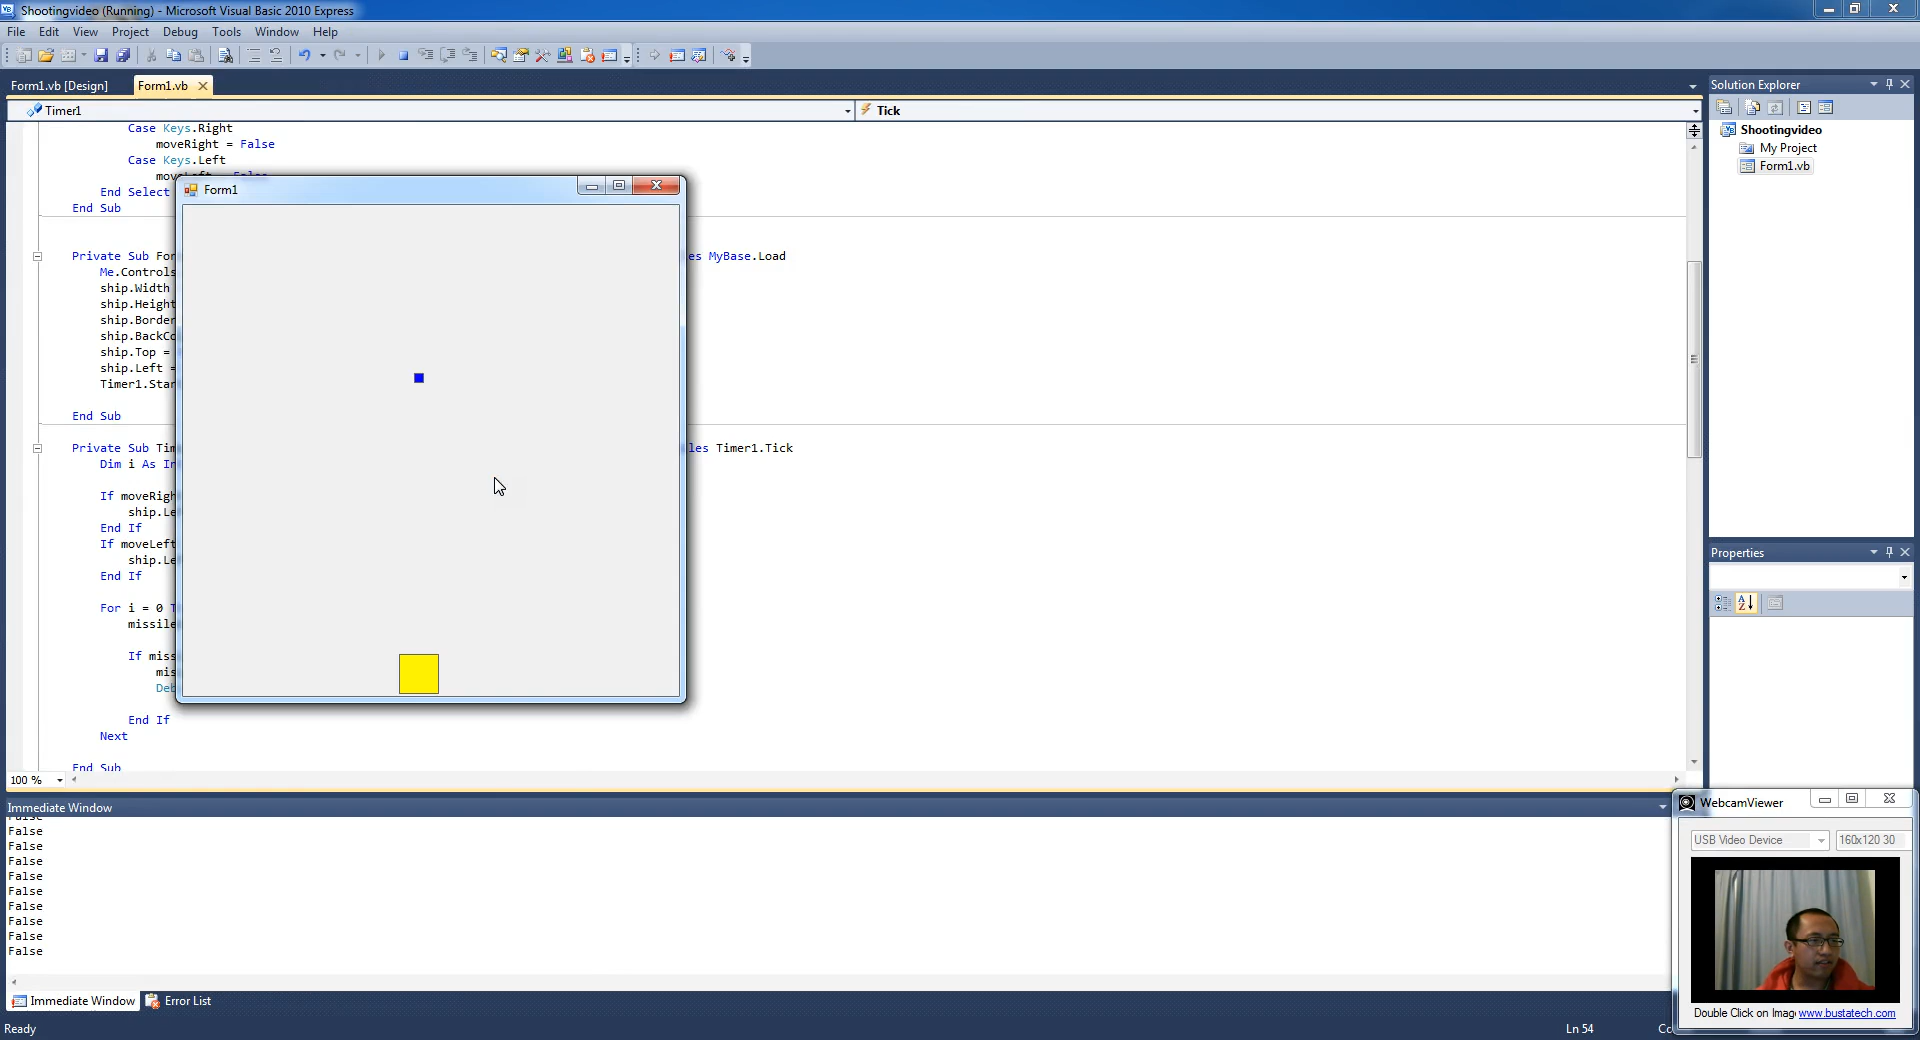 Shootingvideo (Running) - Microsoft Visual Basic 2010 Express
File Edit View Project Debug Tools Window Help
Form1.vb [Design] Form1.vb
Timer1 Tick
Case Keys.Right
moveRight = False
Case Keys.Left
End Select
End Sub
Private Sub For
es MyBase.Load
Me.Controls
ship.Width
ship.Height
ship.Border
ship.BackCo
ship.Top =
ship.Left =
Timer1.Star
End Sub
Private Sub Tim
les Timer1.Tick
Dim i As In
If moveRigh
ship.Le
End If
If moveLeft
ship.Le
End If
For i = 0 T
missile
If miss
mis
Deb
End If
Next
End Sub
100 %
Form1
Solution Explorer
Shootingvideo
My Project
Form1.vb
Properties
Immediate Window
False
False
False
False
False
False
False
False
False
Immediate Window Error List
Ready Ln 54
WebcamViewer
USB Video Device 160x120 30
Double Click on Imag www.bustatech.com